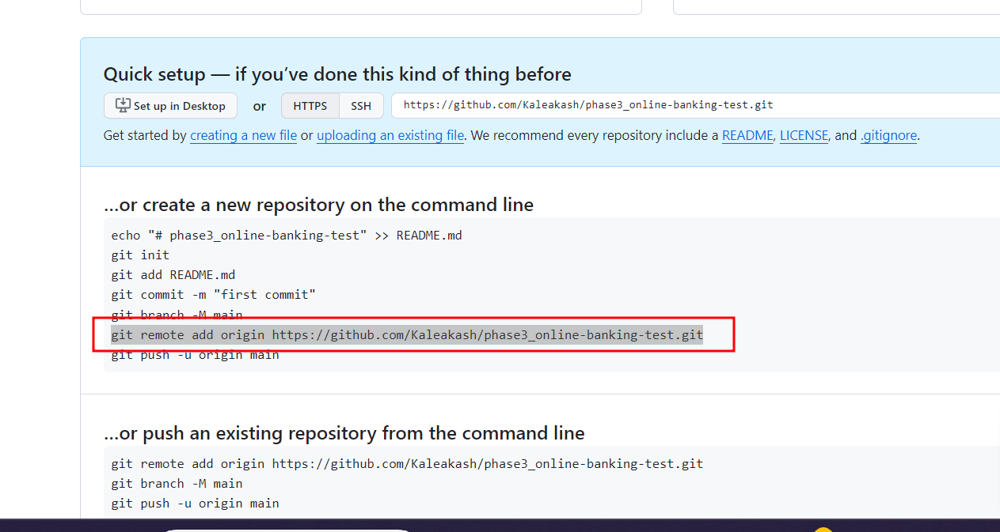 Quick setup — if you’ve done this kind of thing before
Set up in Desktop or HTTPS SSH https://github.com/Kaleakash/phase3_online-banking-test.git
Get started by creating a new file or uploading an existing file. We recommend every repository include a README, LICENSE, and .gitignore.
...or create a new repository on the command line
echo "# phase3_online-banking-test" >> README.md
git init
git add README.md
git commit -m "first commit"
git branch -M main
git remote add origin https://github.com/Kaleakash/phase3_online-banking-test.git
git push -u origin main
...or push an existing repository from the command line
git remote add origin https://github.com/Kaleakash/phase3_online-banking-test.git
git branch -M main
git push -u origin main